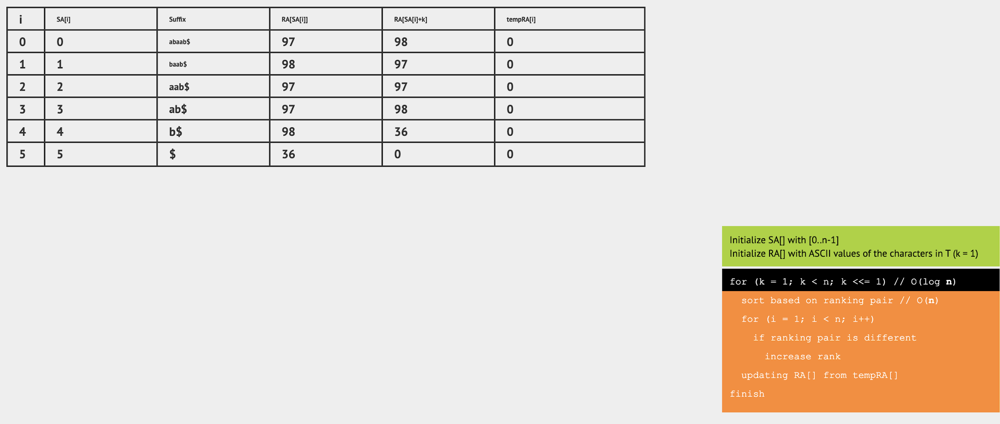 i SA[i] Suffix RA[SA[i]] RA[SA[i]+k] tempRA[i]
0 0 abaab$ 97 98 0
1 1 baab$ 98 97 0
2 2 aab$ 97 97 0
3 3 ab$ 97 98 0
4 4 b$ 98 36 0
5 5 $ 36 0 0
Initialize SA[] with [0..n-1]
Initialize RA[] with ASCII values of the characters in T (k = 1)
for (k = 1; k < n; k <<= 1) // O(log n)
sort based on ranking pair // O(n)
for (i = 1; i < n; i++)
if ranking pair is different
increase rank
updating RA[] from tempRA[]
finish